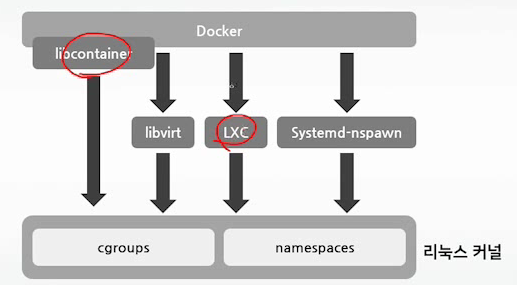 Docker
libcontainer
libvirt
LXC
Systemd-nspawn
cgroups
namespaces
리눅스 커널